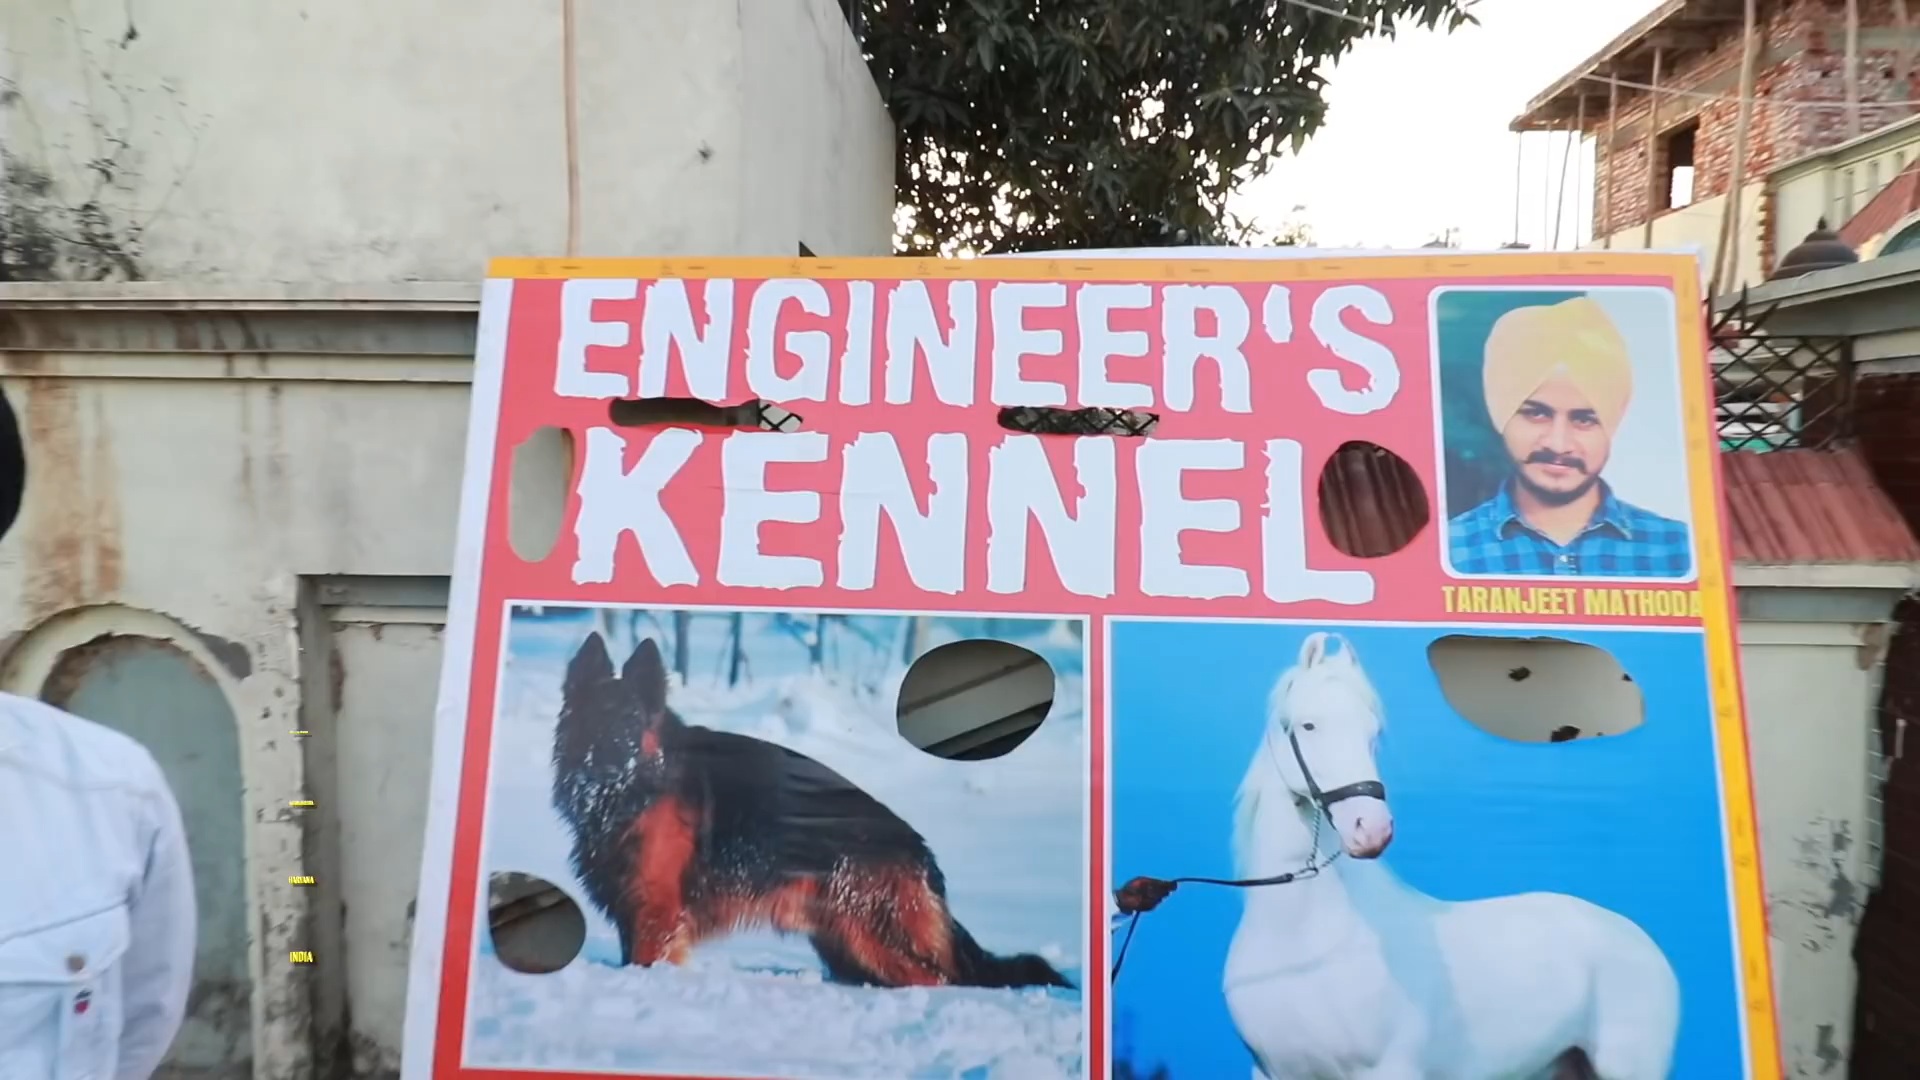 ENGINEER'S
KENNEL
TARANJEET MATHODA
HARYANA
INDIA